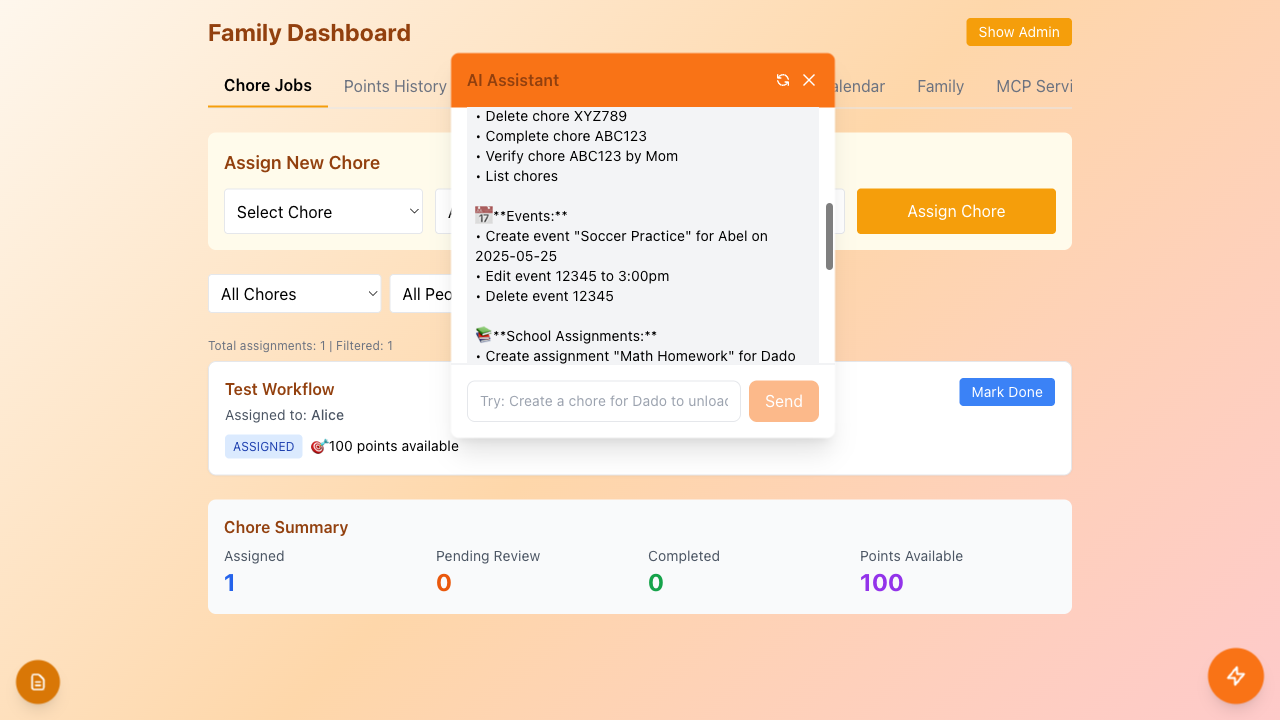 Family Dashboard
Show Admin
Chore Jobs
Points History
Family
MCP Servi
AI Assistant
• Delete chore XYZ789
• Complete chore ABC123
• Verify chore ABC123 by Mom
• List chores
📅**Events:**
• Create event "Soccer Practice" for Abel on
2025-05-25
• Edit event 12345 to 3:00pm
• Delete event 12345
📚**School Assignments:**
• Create assignment "Math Homework" for Dado
Try: Create a chore for Dado to unload
Send
Assign New Chore
Select Chore
Assign Chore
All Chores
All Peo
Total assignments: 1 | Filtered: 1
Test Workflow
Mark Done
Assigned to: Alice
ASSIGNED
🎯100 points available
Chore Summary
Assigned
Pending Review
Completed
Points Available
1
0
0
100